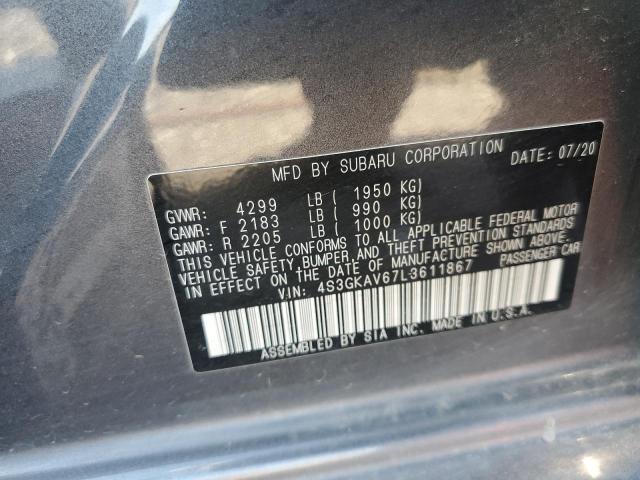 MFD BY SUBARU CORPORATION DATE: 07/20
GVWR: 4299 LB ( 1950 KG)
GAWR: F 2183 LB ( 990 KG)
GAWR: R 2205 LB ( 1000 KG)
THIS VEHICLE CONFORMS TO ALL APPLICABLE FEDERAL MOTOR
VEHICLE SAFETY, BUMPER, AND THEFT PREVENTION STANDARDS
IN EFFECT ON THE DATE OF MANUFACTURE SHOWN ABOVE.
VIN: 4S3GKAV67L3611867 PASSENGER CAR
ASSEMBLED BY SIA INC. MADE IN U.S.A.